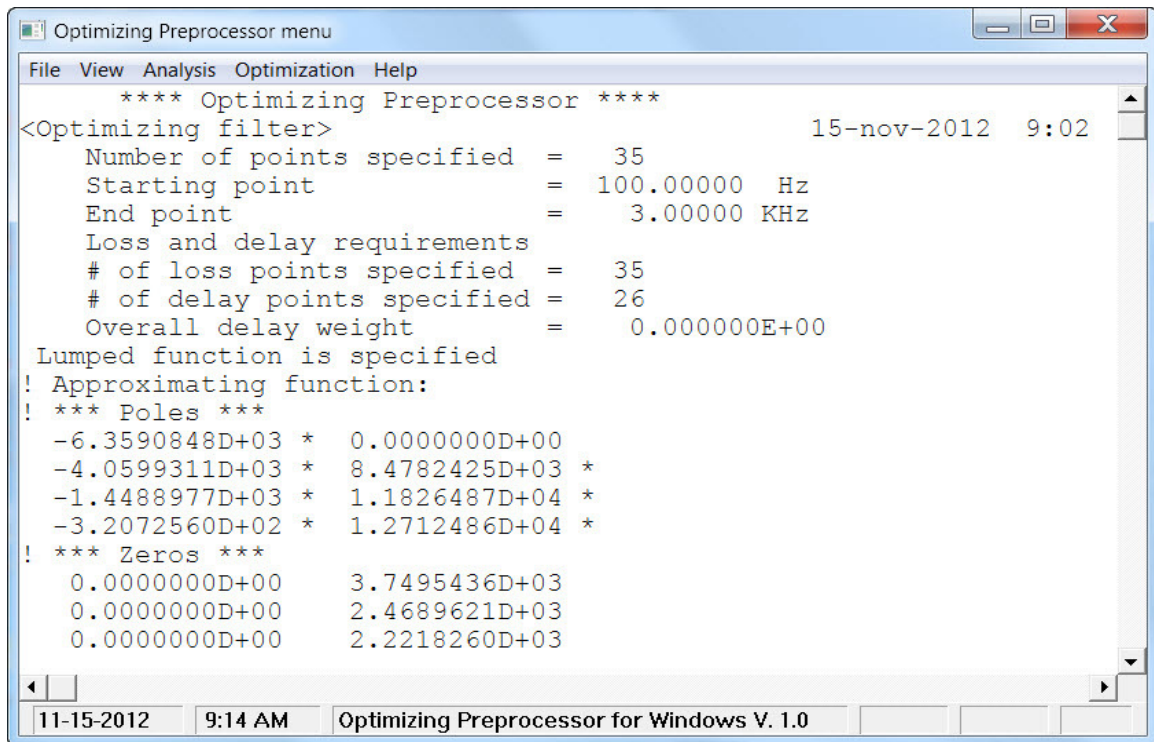 Optimizing Preprocessor menu
File View Analysis Optimization Help
**** Optimizing Preprocessor ****
<Optimizing filter> 15-nov-2012 9:02
Number of points specified = 35
Starting point = 100.00000 Hz
End point = 3.00000 KHz
Loss and delay requirements
# of loss points specified = 35
# of delay points specified = 26
Overall delay weight = 0.000000E+00
Lumped function is specified
! Approximating function:
! *** Poles ***
-6.3590848D+03 * 0.0000000D+00
-4.0599311D+03 * 8.4782425D+03 *
-1.4488977D+03 * 1.1826487D+04 *
-3.2072560D+02 * 1.2712486D+04 *
! *** Zeros ***
0.0000000D+00 3.7495436D+03
0.0000000D+00 2.4689621D+03
0.0000000D+00 2.2218260D+03
11-15-2012 9:14 AM Optimizing Preprocessor for Windows V. 1.0